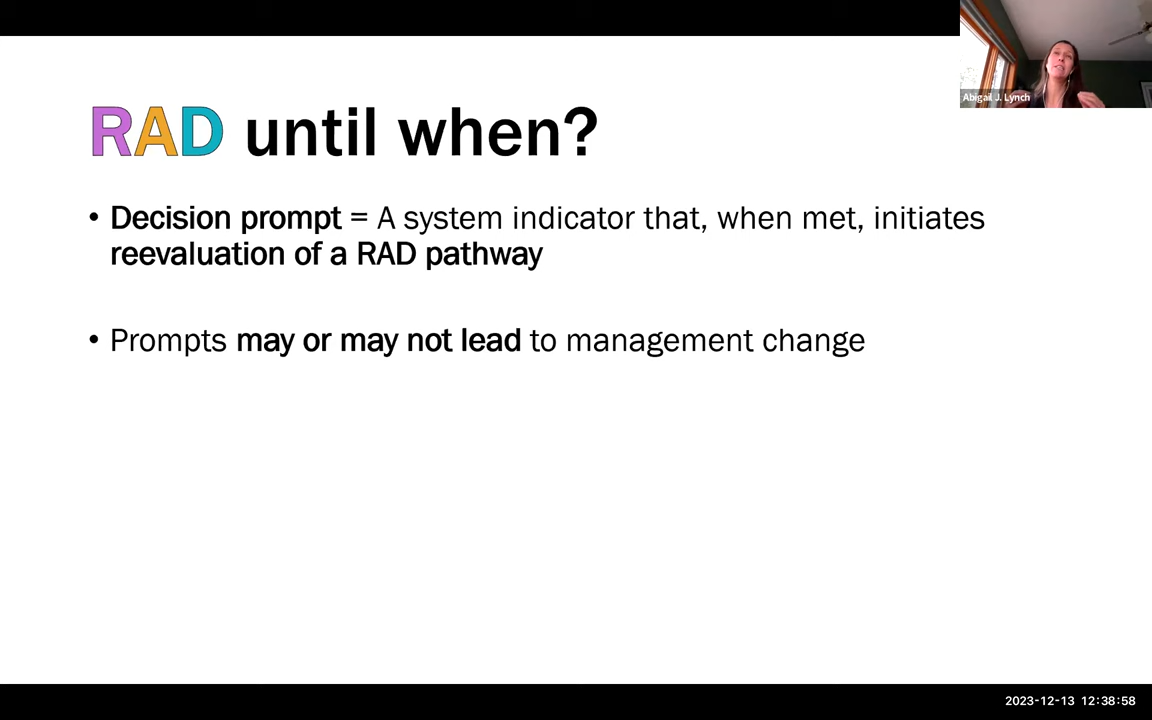 Abigail J. Lynch
RAD until when?
• Decision prompt = A system indicator that, when met, initiates
reevaluation of a RAD pathway
• Prompts may or may not lead to management change
2023-12-13 12:38:58